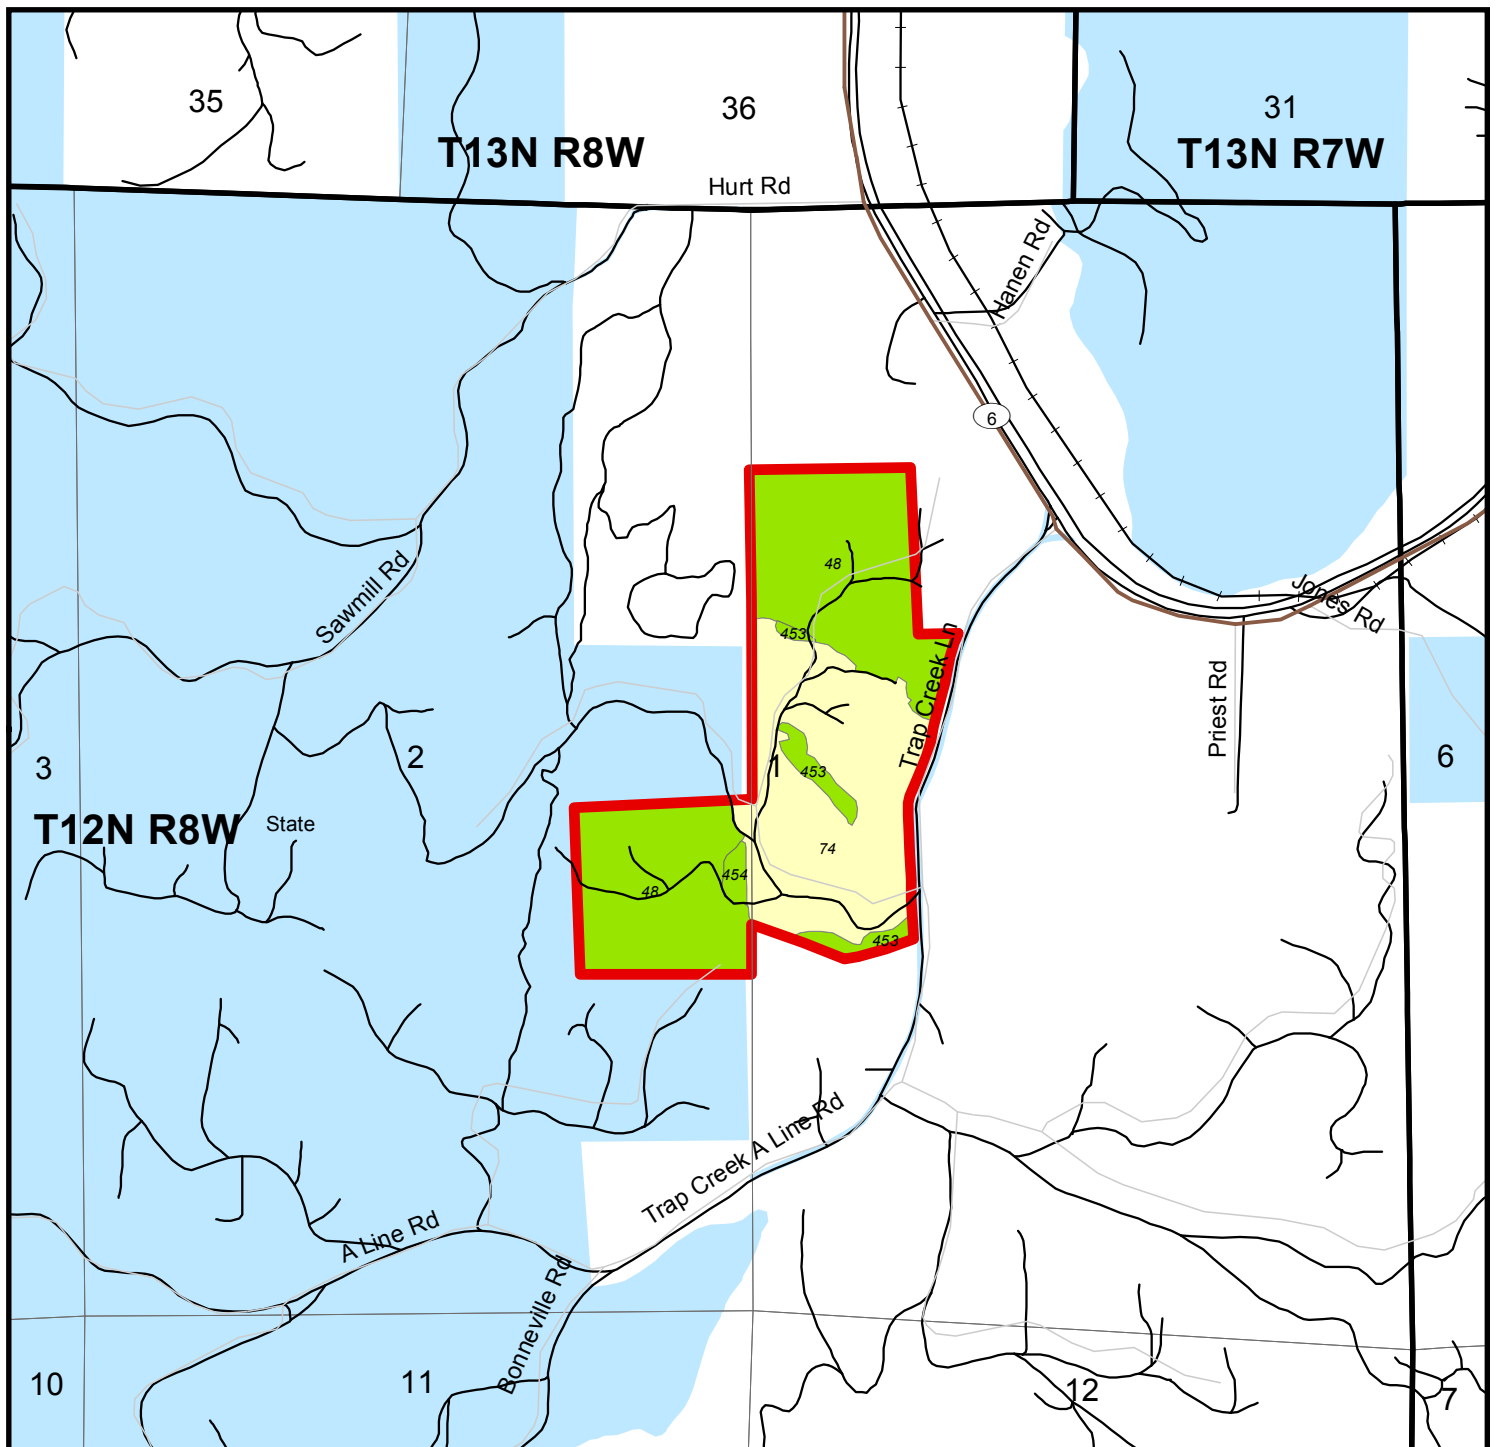 35
36
31
T13N R8W
T13N R7W
Hurt Rd
Hanen Rd
6
48
Sawmill Rd
Jones Rd
453
Trap Creek Ln
Priest Rd
3
2
1
453
6
T12N R8W
State
74
48
454
453
Trap Creek A Line Rd
A Line Rd
Bonneville Rd
10
11
12
7